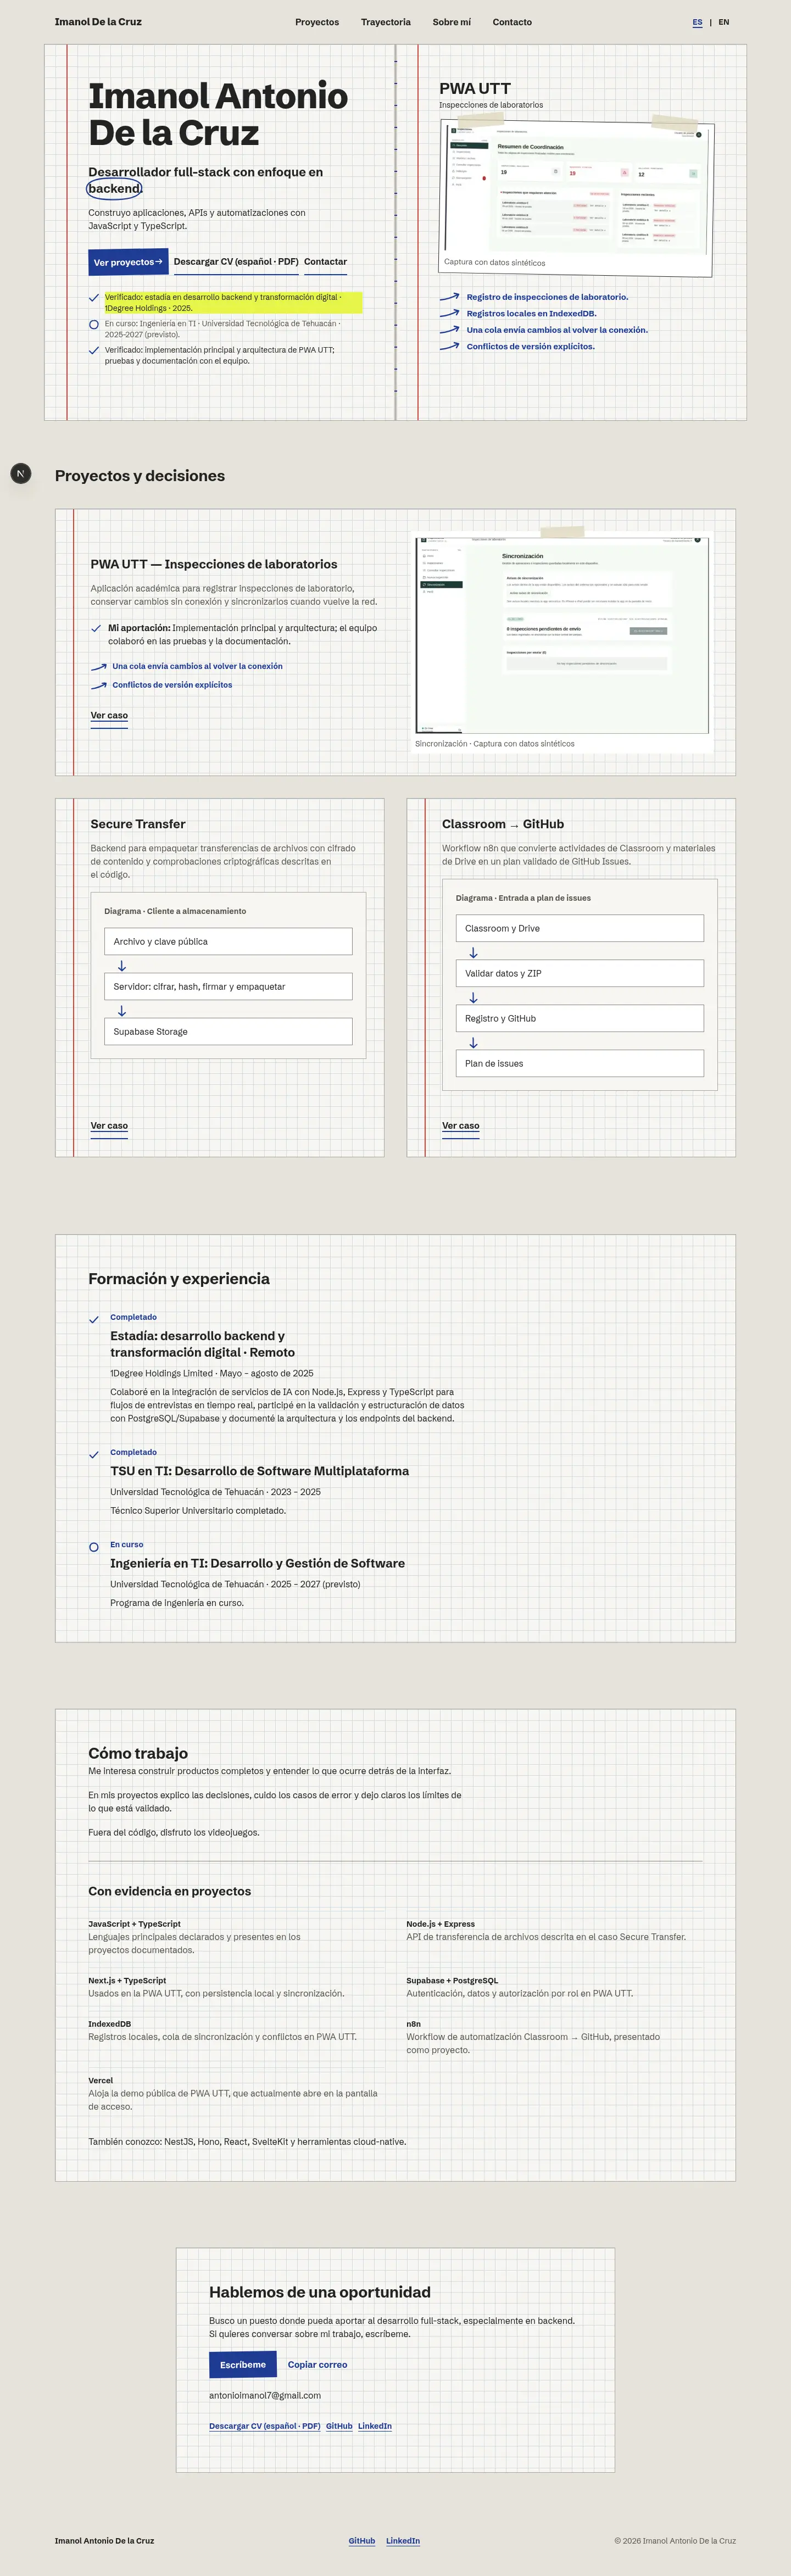 Imanol De la Cruz
Proyectos
Trayectoria
Sobre mí
Contacto
ES | EN
Imanol Antonio
De la Cruz
Desarrollador full-stack con enfoque en
backend.
Construyo aplicaciones, APIs y automatizaciones con
JavaScript y TypeScript.
Ver proyectos→
Descargar CV (español · PDF)
Contactar
Verificado: estadía en desarrollo backend y transformación digital ·
1Degree Holdings · 2025.
En curso: Ingeniería en TI · Universidad Tecnológica de Tehuacán ·
2025-2027 (previsto).
Verificado: implementación principal y arquitectura de PWA UTT;
pruebas y documentación con el equipo.
PWA UTT
Inspecciones de laboratorios
Resumen de Coordinación
19
19
12
Captura con datos sintéticos
Registro de inspecciones de laboratorio.
Registros locales en IndexedDB.
Una cola envía cambios al volver la conexión.
Conflictos de versión explícitos.
N
Proyectos y decisiones
PWA UTT — Inspecciones de laboratorios
Aplicación académica para registrar inspecciones de laboratorio,
conservar cambios sin conexión y sincronizarlos cuando vuelve la red.
Mi aportación: Implementación principal y arquitectura; el equipo
colaboró en las pruebas y la documentación.
Una cola envía cambios al volver la conexión
Conflictos de versión explícitos
Ver caso
Sincronización
8 inspecciones pendientes de envío
Sincronización · Captura con datos sintéticos
Secure Transfer
Backend para empaquetar transferencias de archivos con cifrado
de contenido y comprobaciones criptográficas descritas en
el código.
Diagrama · Cliente a almacenamiento
Archivo y clave pública
Servidor: cifrar, hash, firmar y empaquetar
Supabase Storage
Ver caso
Classroom → GitHub
Workflow n8n que convierte actividades de Classroom y materiales
de Drive en un plan validado de GitHub Issues.
Diagrama · Entrada a plan de issues
Classroom y Drive
Validar datos y ZIP
Registro y GitHub
Plan de issues
Ver caso
Formación y experiencia
Completado
Estadía: desarrollo backend y
transformación digital · Remoto
1Degree Holdings Limited · Mayo – agosto de 2025
Colaboré en la integración de servicios de IA con Node.js, Express y TypeScript para
flujos de entrevistas en tiempo real, participé en la validación y estructuración de datos
con PostgreSQL/Supabase y documenté la arquitectura y los endpoints del backend.
Completado
TSU en TI: Desarrollo de Software Multiplataforma
Universidad Tecnológica de Tehuacán · 2023 – 2025
Técnico Superior Universitario completado.
En curso
Ingeniería en TI: Desarrollo y Gestión de Software
Universidad Tecnológica de Tehuacán · 2025 – 2027 (previsto)
Programa de ingeniería en curso.
Cómo trabajo
Me interesa construir productos completos y entender lo que ocurre detrás de la interfaz.
En mis proyectos explico las decisiones, cuido los casos de error y dejo claros los límites de
lo que está validado.
Fuera del código, disfruto los videojuegos.
Con evidencia en proyectos
JavaScript + TypeScript
Lenguajes principales declarados y presentes en los
proyectos documentados.
Node.js + Express
API de transferencia de archivos descrita en el caso Secure Transfer.
Next.js + TypeScript
Usados en la PWA UTT, con persistencia local y sincronización.
Supabase + PostgreSQL
Autenticación, datos y autorización por rol en PWA UTT.
IndexedDB
Registros locales, cola de sincronización y conflictos en PWA UTT.
n8n
Workflow de automatización Classroom → GitHub, presentado
como proyecto.
Vercel
Aloja la demo pública de PWA UTT, que actualmente abre en la pantalla
de acceso.
También conozco: NestJS, Hono, React, SvelteKit y herramientas cloud-native.
Hablemos de una oportunidad
Busco un puesto donde pueda aportar al desarrollo full-stack, especialmente en backend.
Si quieres conversar sobre mi trabajo, escríbeme.
Escríbeme
Copiar correo
antonioimanol7@gmail.com
Descargar CV (español · PDF)
GitHub
LinkedIn
Imanol Antonio De la Cruz
GitHub
LinkedIn
© 2026 Imanol Antonio De la Cruz